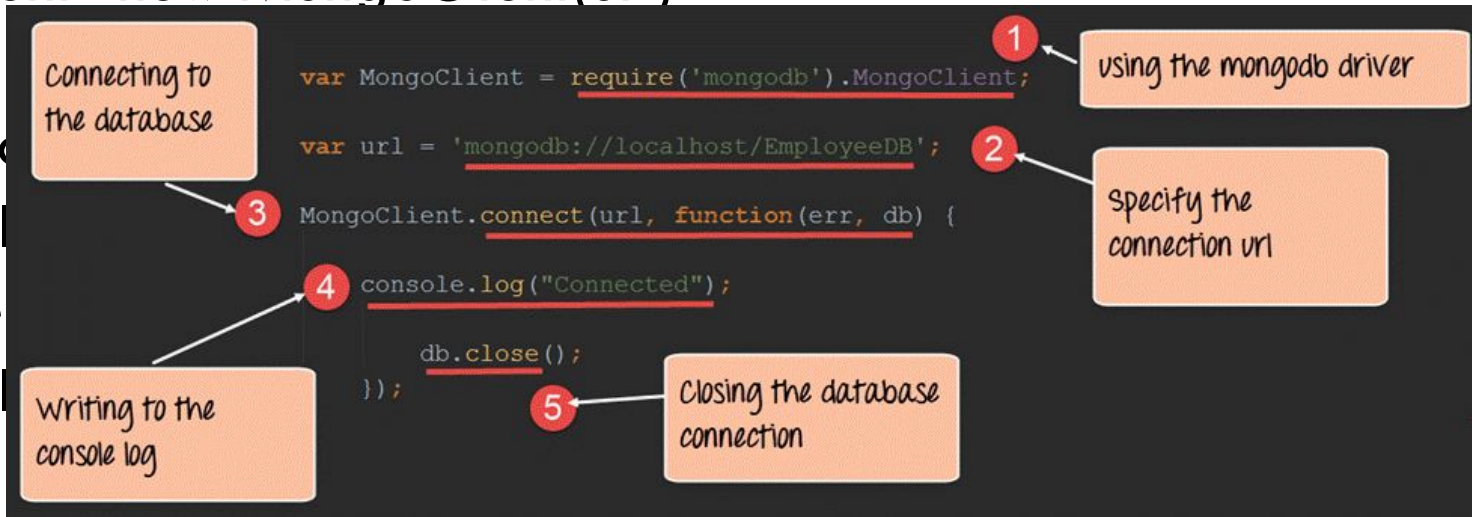 Connecting to
the database
var MongoClient = require('mongodb').MongoClient;
1
using the mongodb driver
var url = 'mongodb://localhost/EmployeeDB';
2
Specify the
connection url
3
MongoClient.connect(url, function(err, db) {
4
console.log("Connected");
db.close();
});
Writing to the
console log
5
Closing the database
connection